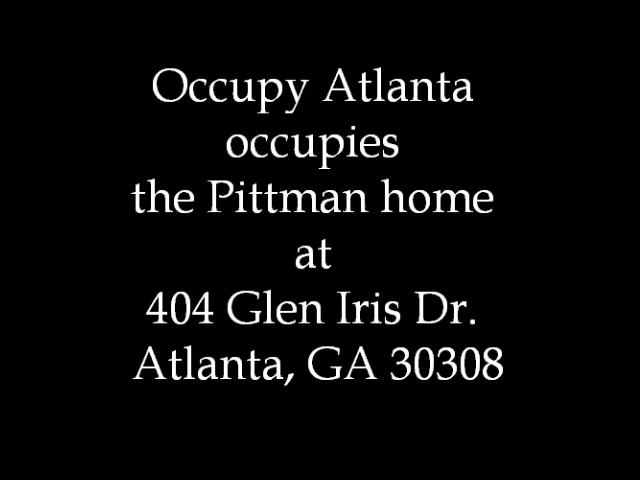 Occupy Atlanta
occupies
the Pittman home
at
404 Glen Iris Dr.
Atlanta, GA 30308